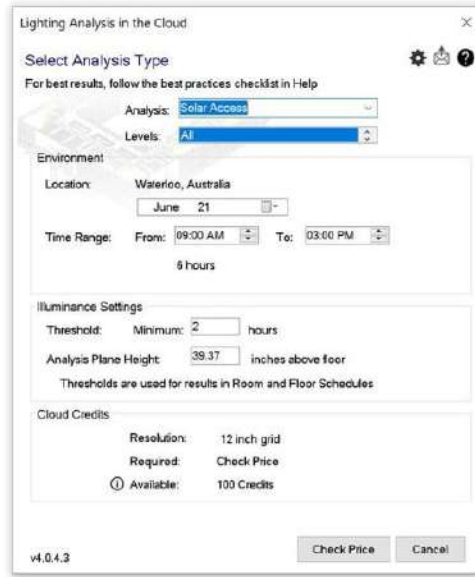 Lighting Analysis in the Cloud
Select Analysis Type
For best results, follow the best practices checklist in Help
Analysis: Solar Access
Levels: All
Environment
Location: Waterloo, Australia
June 21
Time Range: From: 09:00 AM To: 03:00 PM
6 hours
Illuminance Settings
Threshold: Minimum: 2 hours
Analysis Plane Height: 39.37 inches above floor
Thresholds are used for results in Room and Floor Schedules
Cloud Credits
Resolution: 12 inch grid
Required: Check Price
Available: 100 Credits
v4.0.4.3 Check Price Cancel